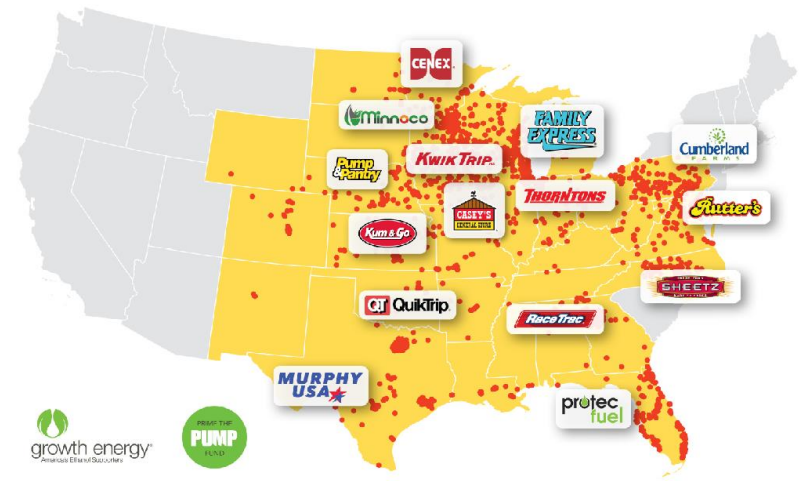 CENEX
Minnoco
FAMILY
EXPRESS
Cumberland
FARMS
Pump
&Pantry
KWIK TRIP
THORNTONS
Rutter's
CASEY'S
GENERAL STORE
Kum & Go
SHEETZ
QT QuikTrip
RaceTrac
MURPHY
USA
protec
fuel
growth energy
America's Ethanol Supporters
PRIME THE
PUMP
FUND